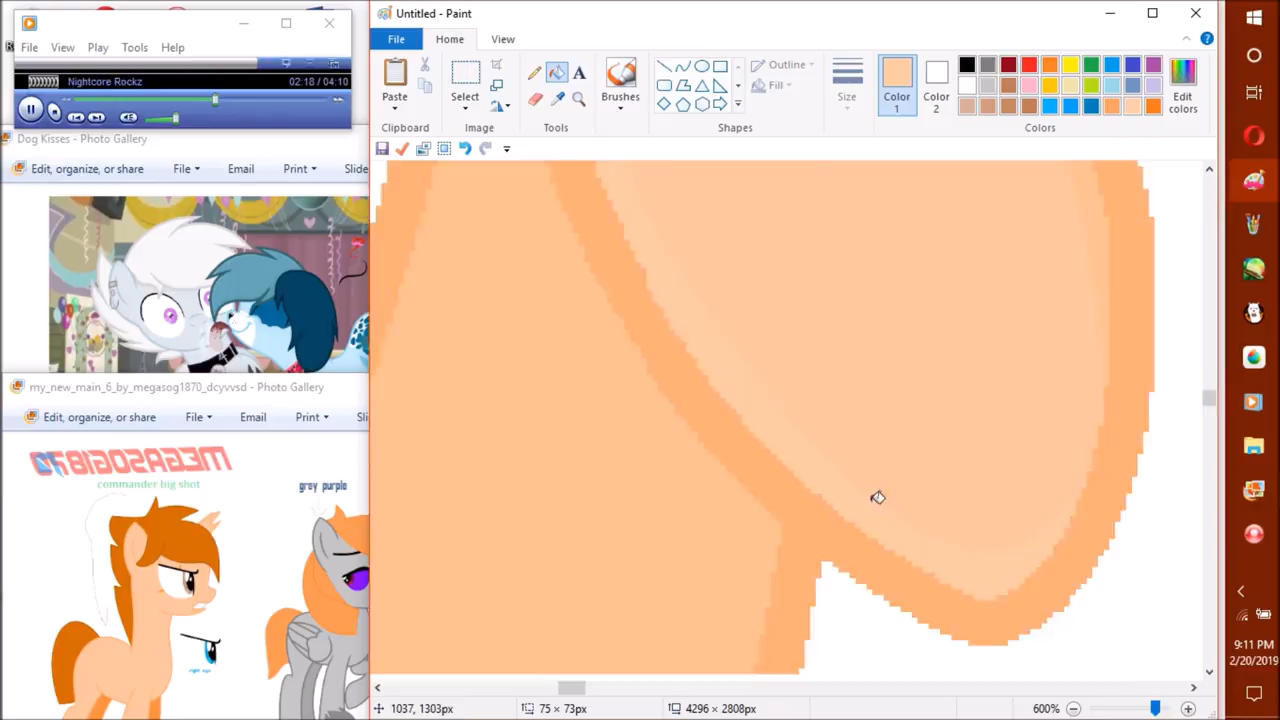 File View Play Tools Help
Nightcore Rockz 02:18 / 04:10
Dog Kisses - Photo Gallery
Edit, organize, or share File Email Print Slide
my_new_main_6_by_megasog1870_dcyvvsd - Photo Gallery
Edit, organize, or share File Email Print Sli
commander big shot
grey purple
Untitled - Paint
File Home View
Paste Select Brushes Size Color 1 Color 2 Edit colors
Outline
Fill
Clipboard Image Tools Shapes Colors
1037, 1303px 75 × 73px 4296 × 2808px 600%
9:11 PM
2/20/2019